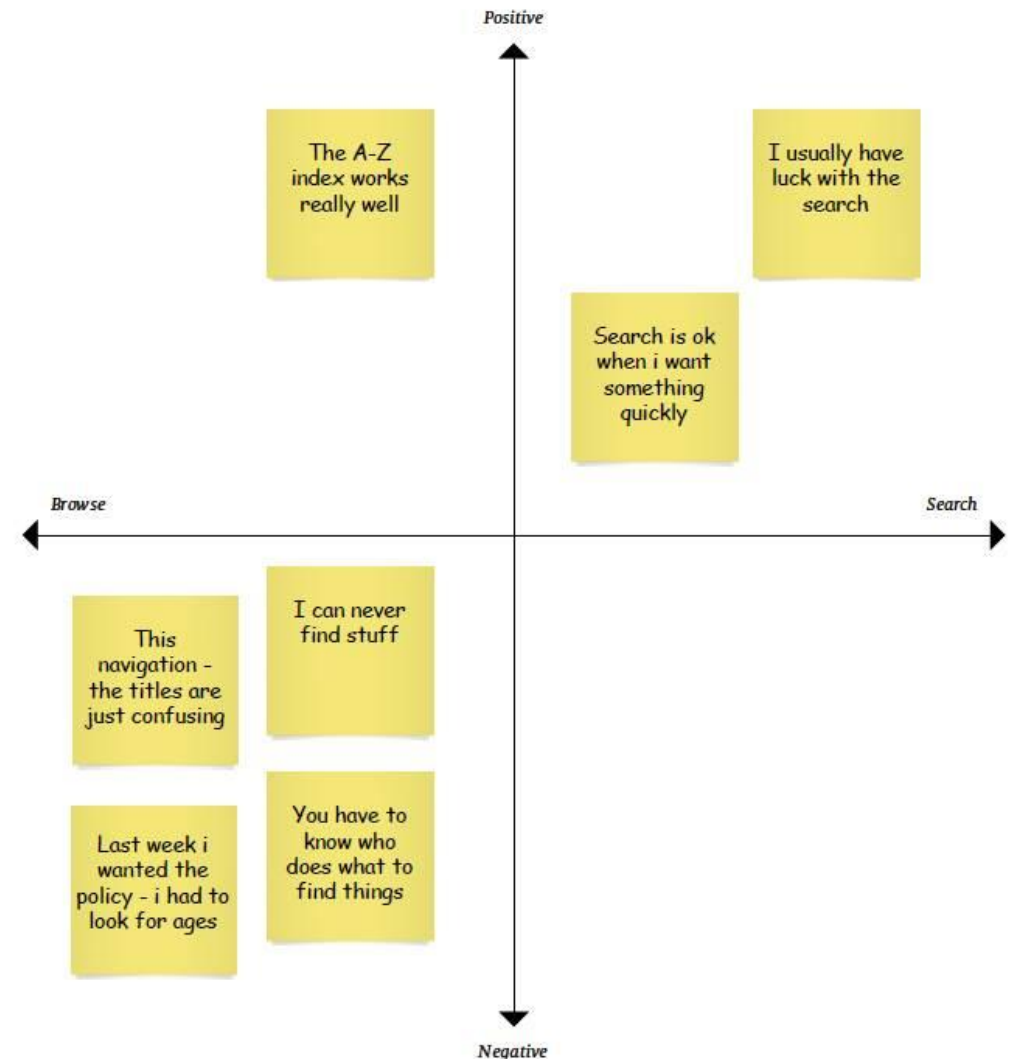 Positive
The A-Z
index works
really well
I usually have
luck with the
search
Search is ok
when i want
something
quickly
Browse
Search
This
navigation -
the titles are
just confusing
I can never
find stuff
Last week i
wanted the
policy - i had to
look for ages
You have to
know who
does what to
find things
Negative